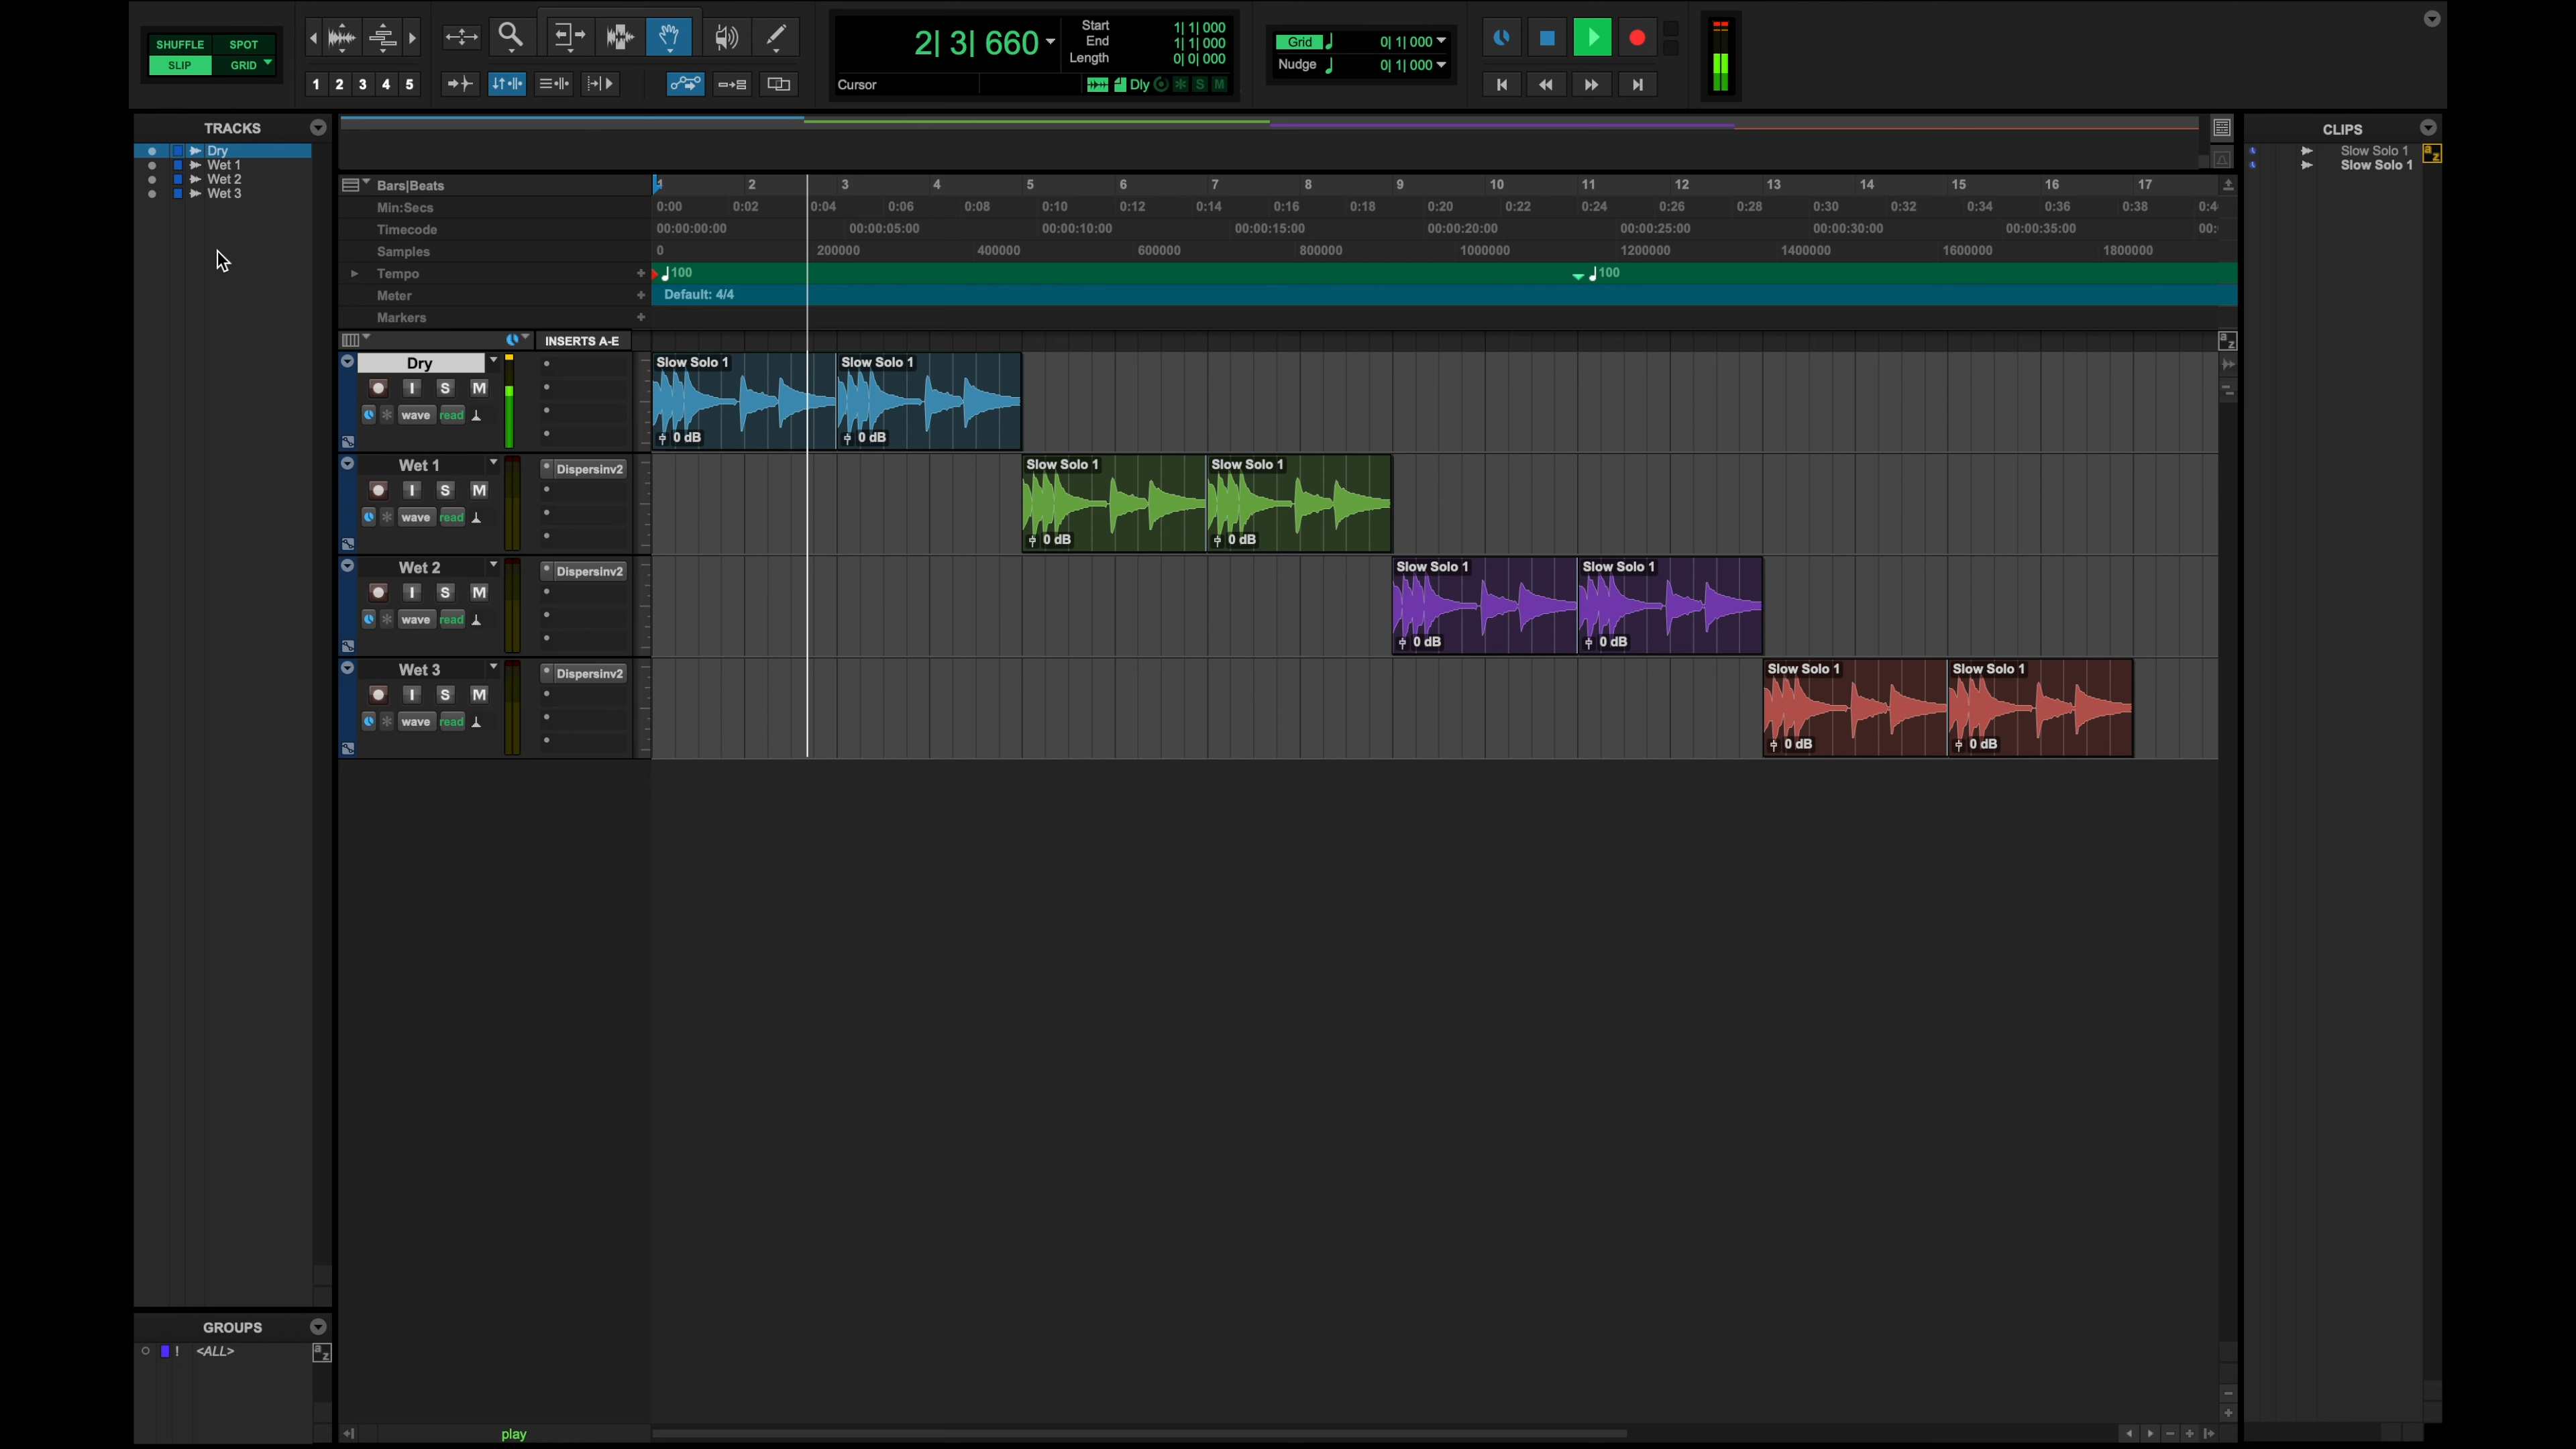 SHUFFLE SPOT
SLIP GRID
1 2 3 4 5
2| 3| 660
Start 1| 1| 000
End 1| 1| 000
Length 0| 0| 000
Cursor
Dly S M
Grid 0| 1| 000
Nudge 0| 1| 000
TRACKS
Dry
Wet 1
Wet 2
Wet 3
CLIPS
Slow Solo 1
Slow Solo 1
a z
Bars|Beats 1 2 3 4 5 6 7 8 9 10 11 12 13 14 15 16 17
Min:Secs 0:00 0:02 0:04 0:06 0:08 0:10 0:12 0:14 0:16 0:18 0:20 0:22 0:24 0:26 0:28 0:30 0:32 0:34 0:36 0:38 0:4
Timecode 00:00:00:00 00:00:05:00 00:00:10:00 00:00:15:00 00:00:20:00 00:00:25:00 00:00:30:00 00:00:35:00 00:
Samples 0 200000 400000 600000 800000 1000000 1200000 1400000 1600000 1800000
Tempo + 100 100
Meter + Default: 4/4
Markers +
INSERTS A-E
a z
Dry
I S M
wave read
Slow Solo 1 Slow Solo 1
0 dB 0 dB
Wet 1
I S M
wave read
DispersInv2
Slow Solo 1 Slow Solo 1
0 dB 0 dB
Wet 2
I S M
wave read
DispersInv2
Slow Solo 1 Slow Solo 1
0 dB 0 dB
Wet 3
I S M
wave read
DispersInv2
Slow Solo 1 Slow Solo 1
0 dB 0 dB
GROUPS
! <ALL>
a z
play